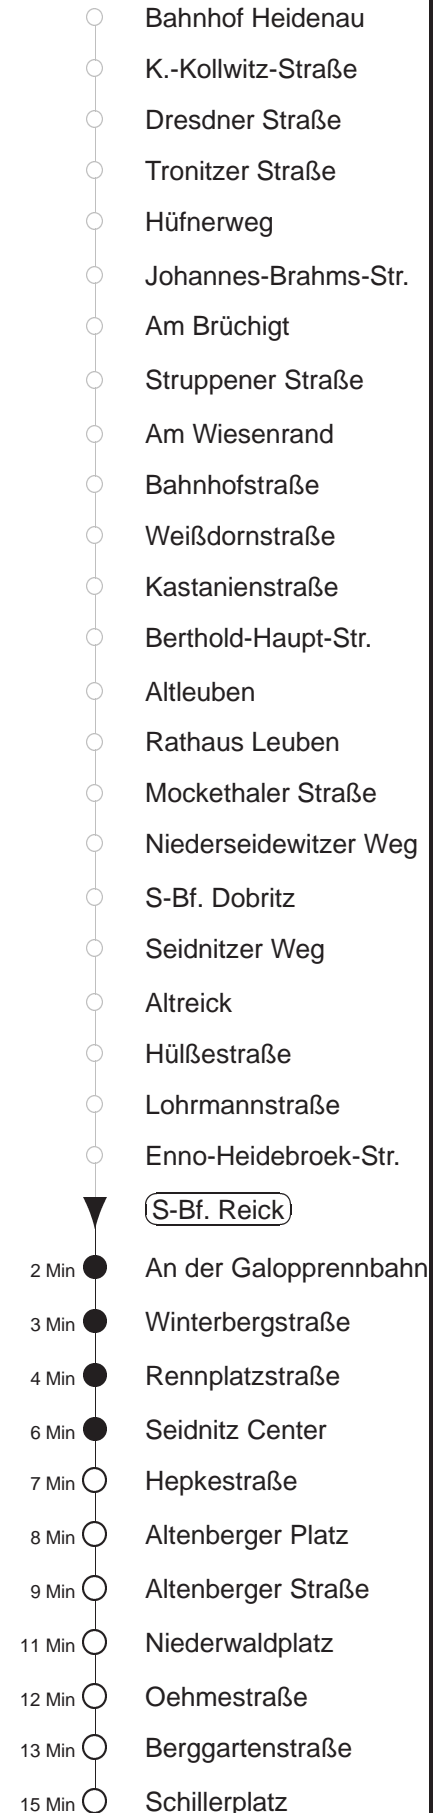 Bahnhof Heidenau
K.-Kollwitz-Straße
Dresdner Straße
Tronitzer Straße
Hüfnerweg
Johannes-Brahms-Str.
Am Brüchigt
Struppener Straße
Am Wiesenrand
Bahnhofstraße
Weißdornstraße
Kastanienstraße
Berthold-Haupt-Str.
Altleuben
Rathaus Leuben
Mockethaler Straße
Niederseidewitzer Weg
S-Bf. Dobritz
Seidnitzer Weg
Altreick
Hülßestraße
Lohrmannstraße
Enno-Heidebroek-Str.
S-Bf. Reick
2 Min An der Galopprennbahn
3 Min Winterbergstraße
4 Min Rennplatzstraße
6 Min Seidnitz Center
7 Min Hepkestraße
8 Min Altenberger Platz
9 Min Altenberger Straße
11 Min Niederwaldplatz
12 Min Oehmestraße
13 Min Berggartenstraße
15 Min Schillerplatz